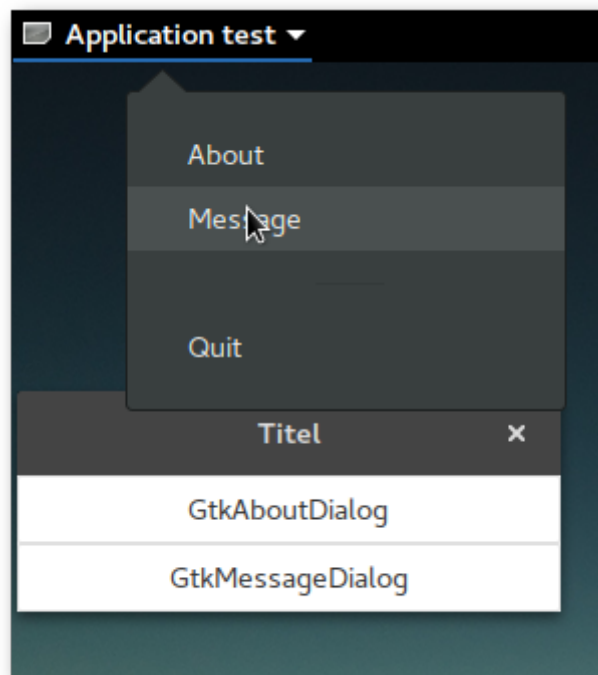 Application test
About
Message
Quit
Titel
GtkAboutDialog
GtkMessageDialog